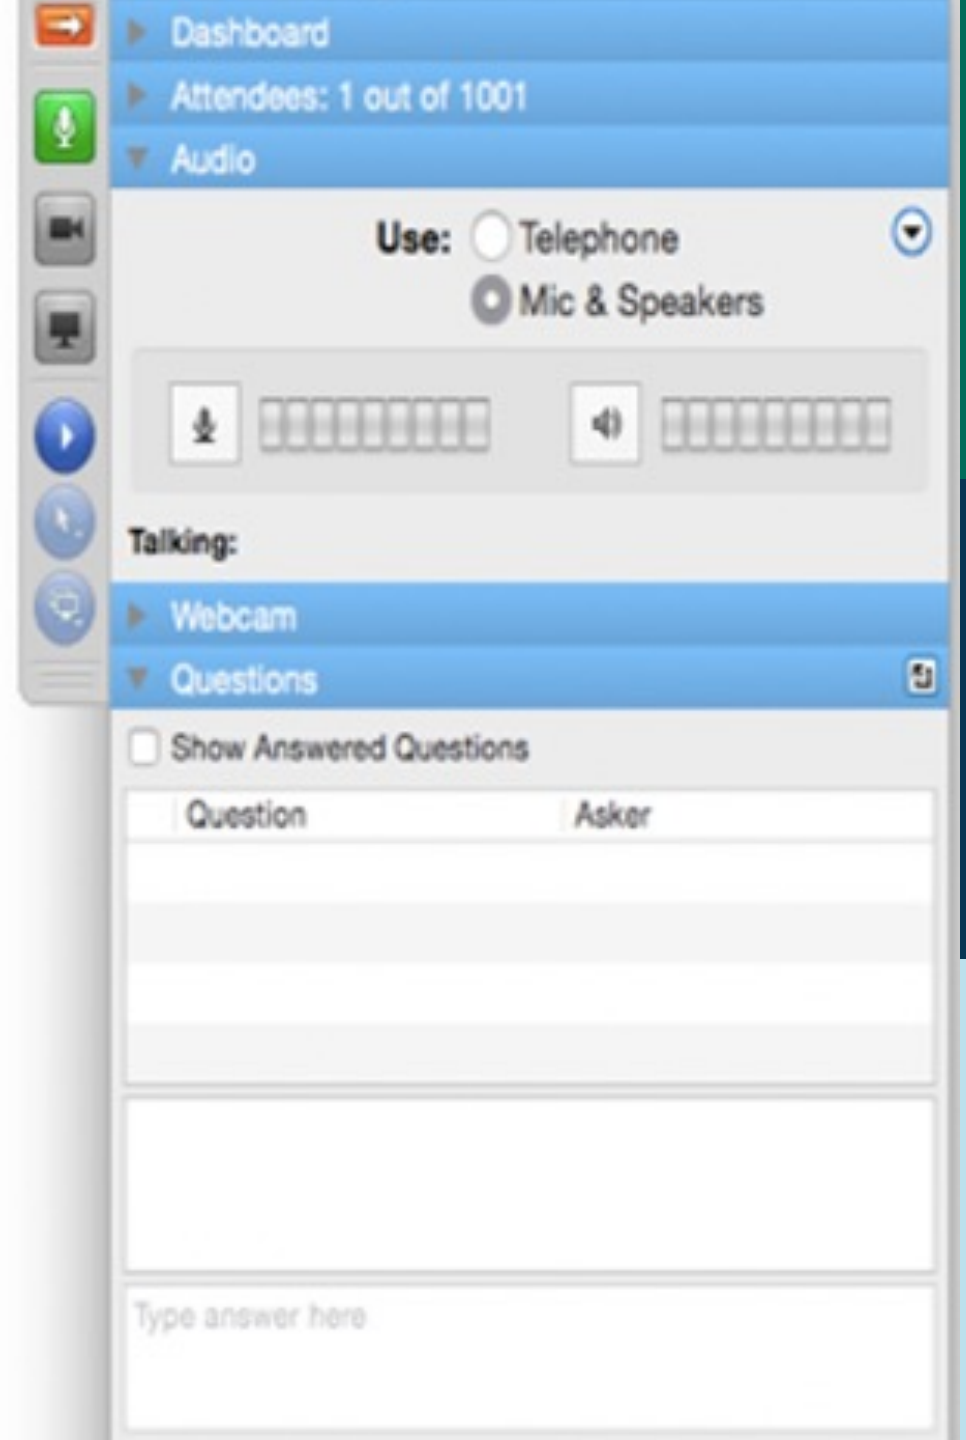 Dashboard
Attendees: 1 out of 1001
Audio
Use: Telephone
Mic & Speakers
Talking:
Webcam
Questions
Show Answered Questions
Question Asker
Type answer here